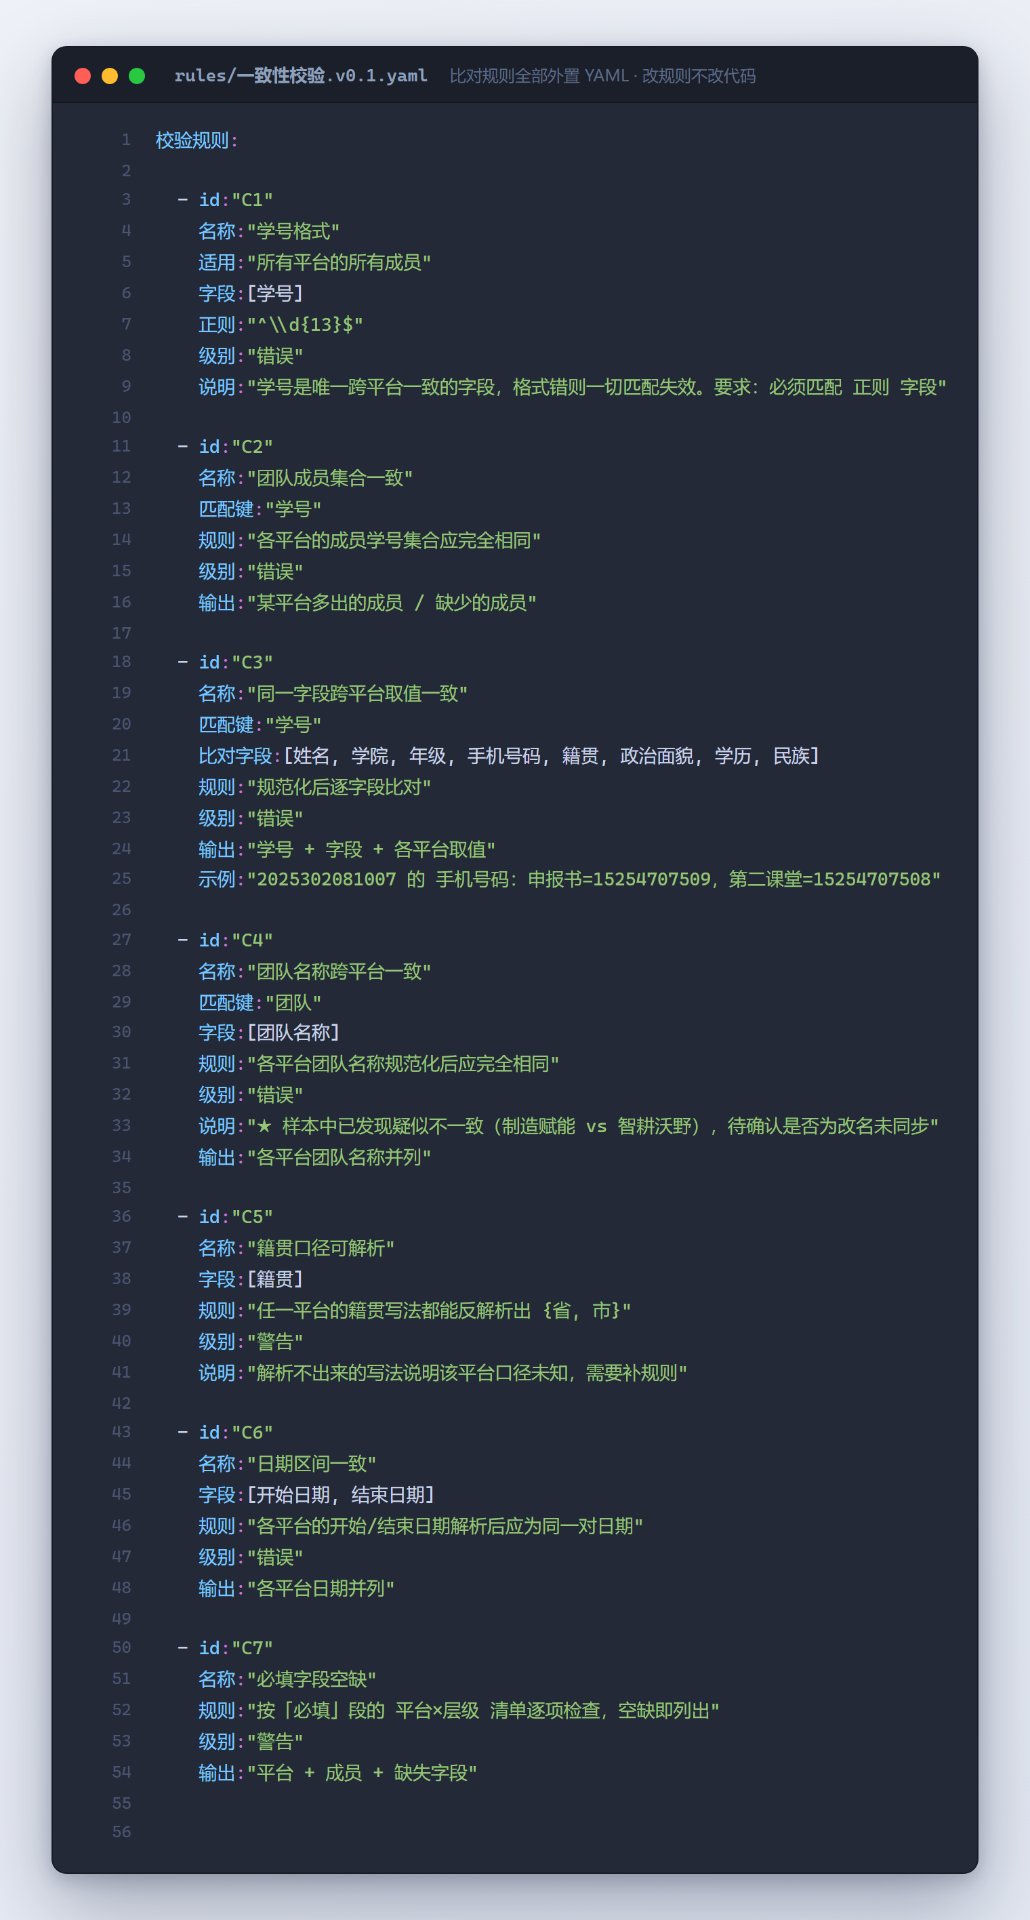 rules/一致性校验.v0.1.yaml 比对规则全部外置 YAML · 改规则不改代码
1 校验规则:
2
3 - id:"C1"
4 名称:"学号格式"
5 适用:"所有平台的所有成员"
6 字段:[学号]
7 正则:"^\\d{13}$"
8 级别:"错误"
9 说明:"学号是唯一跨平台一致的字段，格式错则一切匹配失效。要求：必须匹配 正则 字段"
10
11 - id:"C2"
12 名称:"团队成员集合一致"
13 匹配键:"学号"
14 规则:"各平台的成员学号集合应完全相同"
15 级别:"错误"
16 输出:"某平台多出的成员 / 缺少的成员"
17
18 - id:"C3"
19 名称:"同一字段跨平台取值一致"
20 匹配键:"学号"
21 比对字段:[姓名, 学院, 年级, 手机号码, 籍贯, 政治面貌, 学历, 民族]
22 规则:"规范化后逐字段比对"
23 级别:"错误"
24 输出:"学号 + 字段 + 各平台取值"
25 示例:"2025302081007 的 手机号码：申报书=15254707509，第二课堂=15254707508"
26
27 - id:"C4"
28 名称:"团队名称跨平台一致"
29 匹配键:"团队"
30 字段:[团队名称]
31 规则:"各平台团队名称规范化后应完全相同"
32 级别:"错误"
33 说明:"★ 样本中已发现疑似不一致（制造赋能 vs 智耕沃野），待确认是否为改名未同步"
34 输出:"各平台团队名称并列"
35
36 - id:"C5"
37 名称:"籍贯口径可解析"
38 字段:[籍贯]
39 规则:"任一平台的籍贯写法都能反解析出 {省, 市}"
40 级别:"警告"
41 说明:"解析不出来的写法说明该平台口径未知，需要补规则"
42
43 - id:"C6"
44 名称:"日期区间一致"
45 字段:[开始日期, 结束日期]
46 规则:"各平台的开始/结束日期解析后应为同一对日期"
47 级别:"错误"
48 输出:"各平台日期并列"
49
50 - id:"C7"
51 名称:"必填字段空缺"
52 规则:"按「必填」段的 平台×层级 清单逐项检查，空缺即列出"
53 级别:"警告"
54 输出:"平台 + 成员 + 缺失字段"
55
56